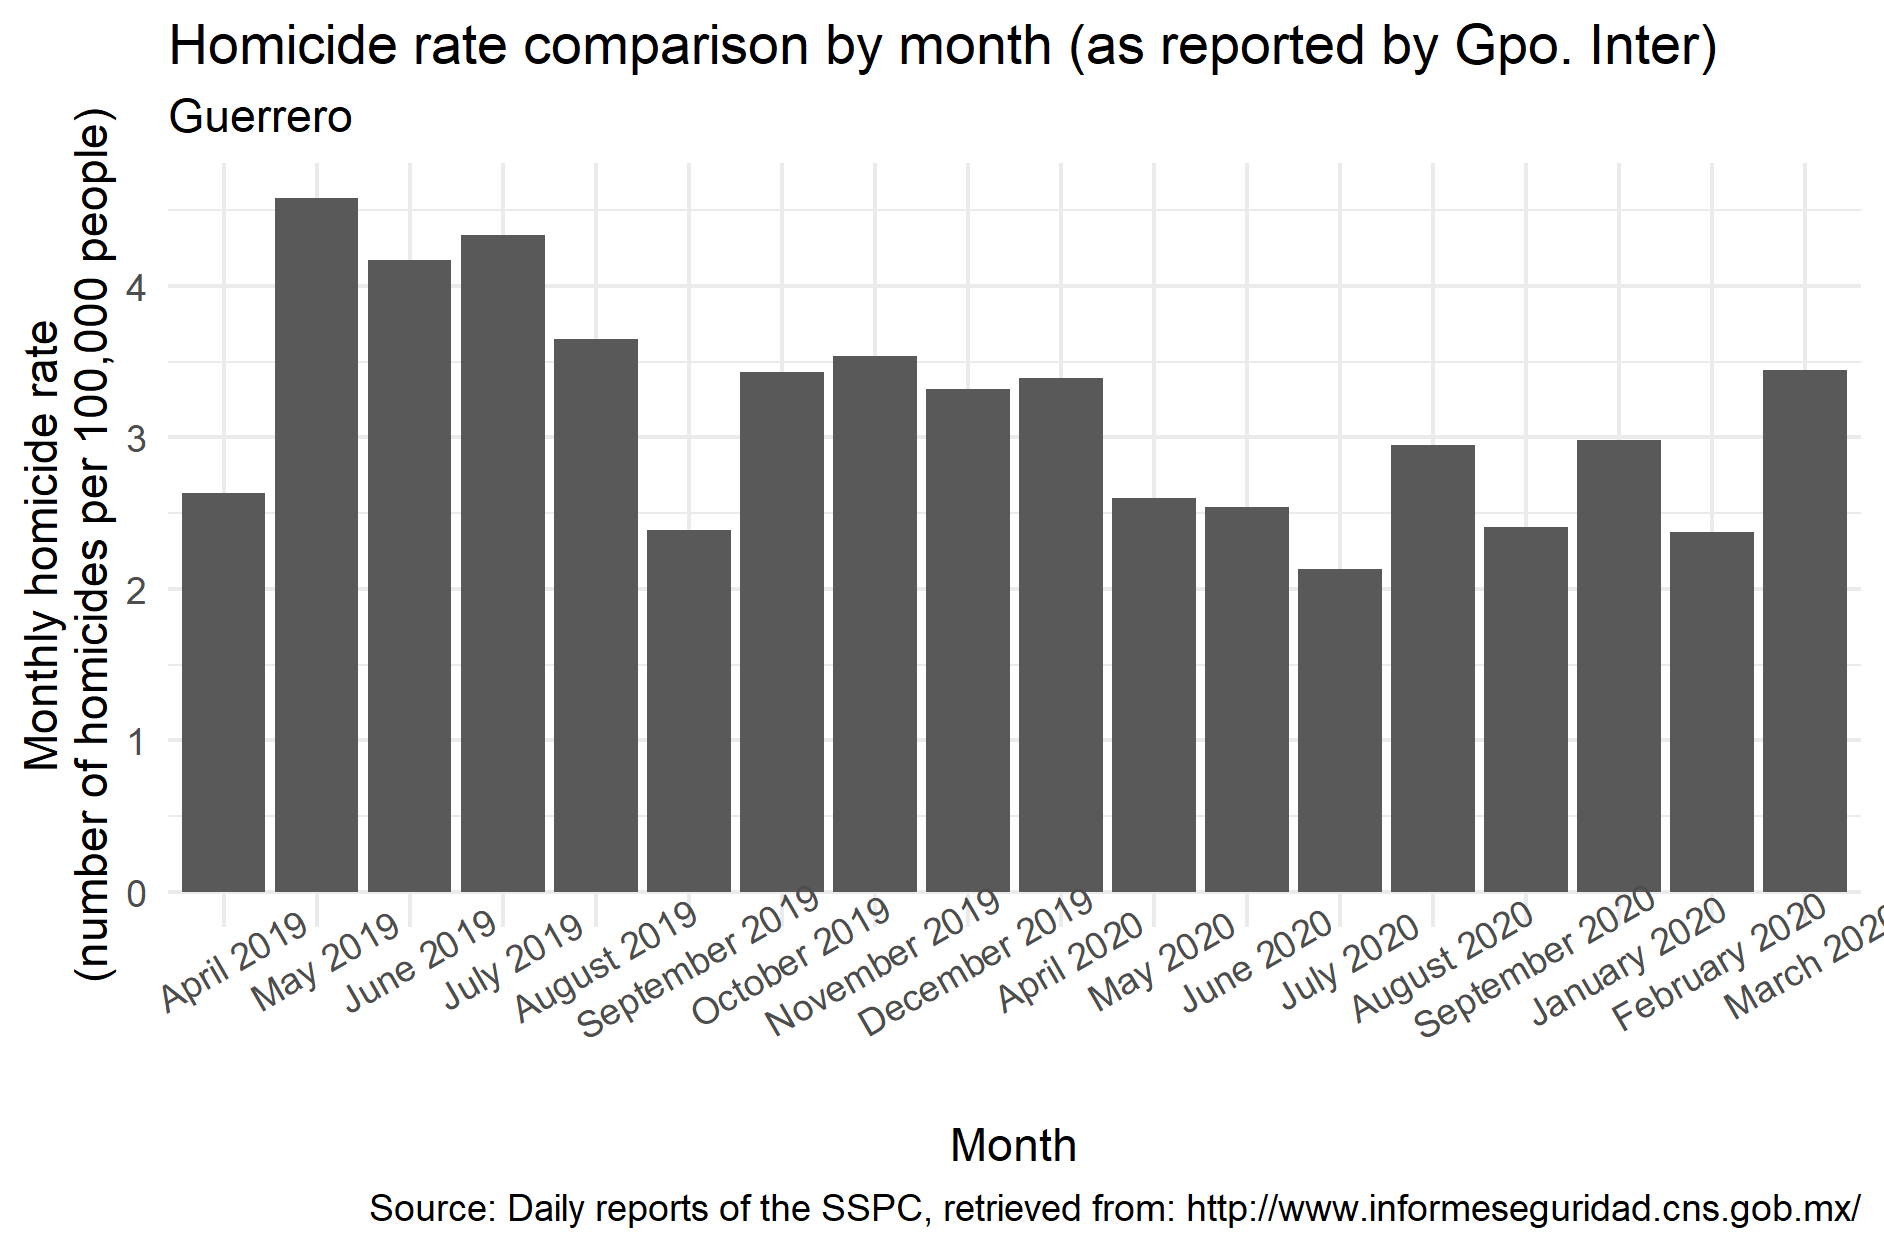 Homicide rate comparison by month (as reported by Gpo. Inter)
Guerrero
Monthly homicide rate
(number of homicides per 100,000 people)
4
3
2
1
0
April 2019
May 2019
June 2019
July 2019
August 2019
September 2019
October 2019
November 2019
December 2019
April 2020
May 2020
June 2020
July 2020
August 2020
September 2020
January 2020
February 2020
March 2020
Month
Source: Daily reports of the SSPC, retrieved from: http://www.informeseguridad.cns.gob.mx/